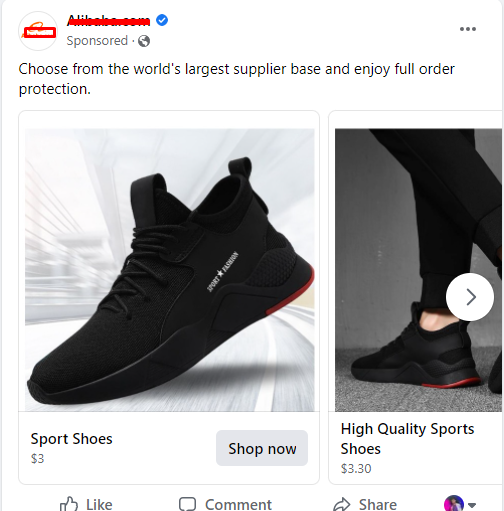 Alibaba.com
Sponsored ·
Choose from the world's largest supplier base and enjoy full order
protection.
SPORT★FASHION
Sport Shoes
$3
Shop now
High Quality Sports
Shoes
$3.30
Like
Comment
Share